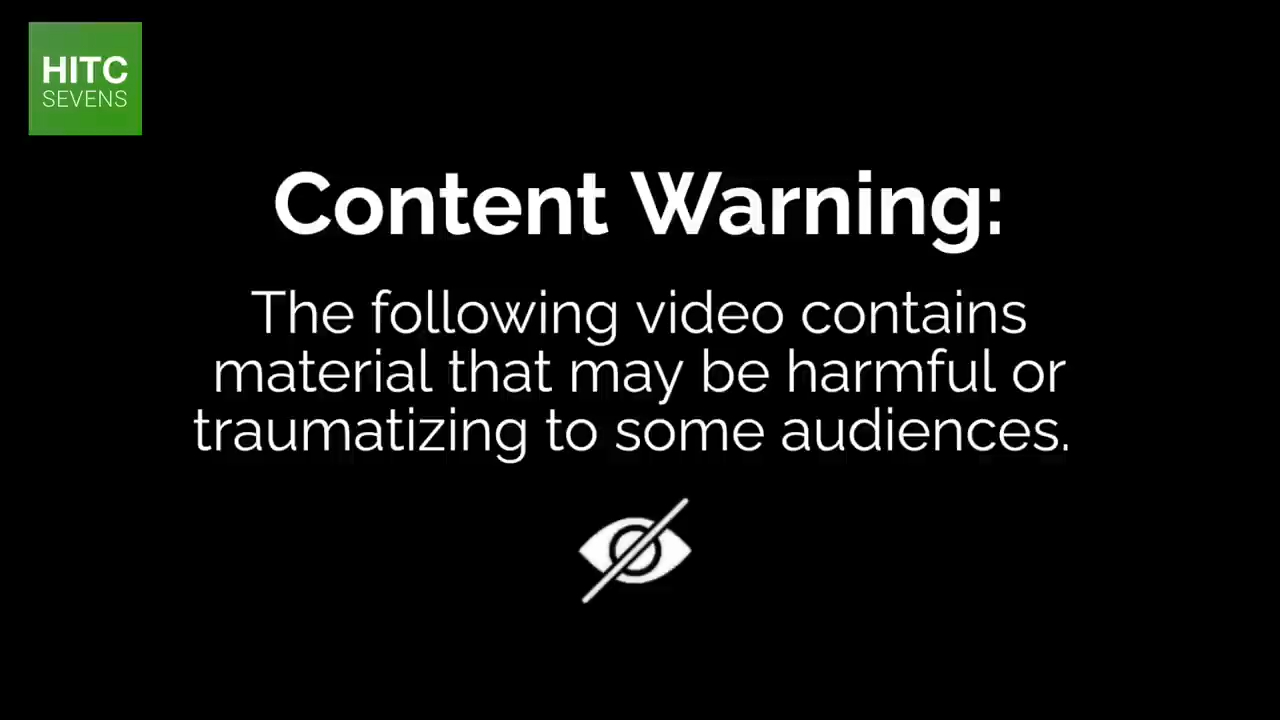 HITC
SEVENS
Content Warning:
The following video contains
material that may be harmful or
traumatizing to some audiences.